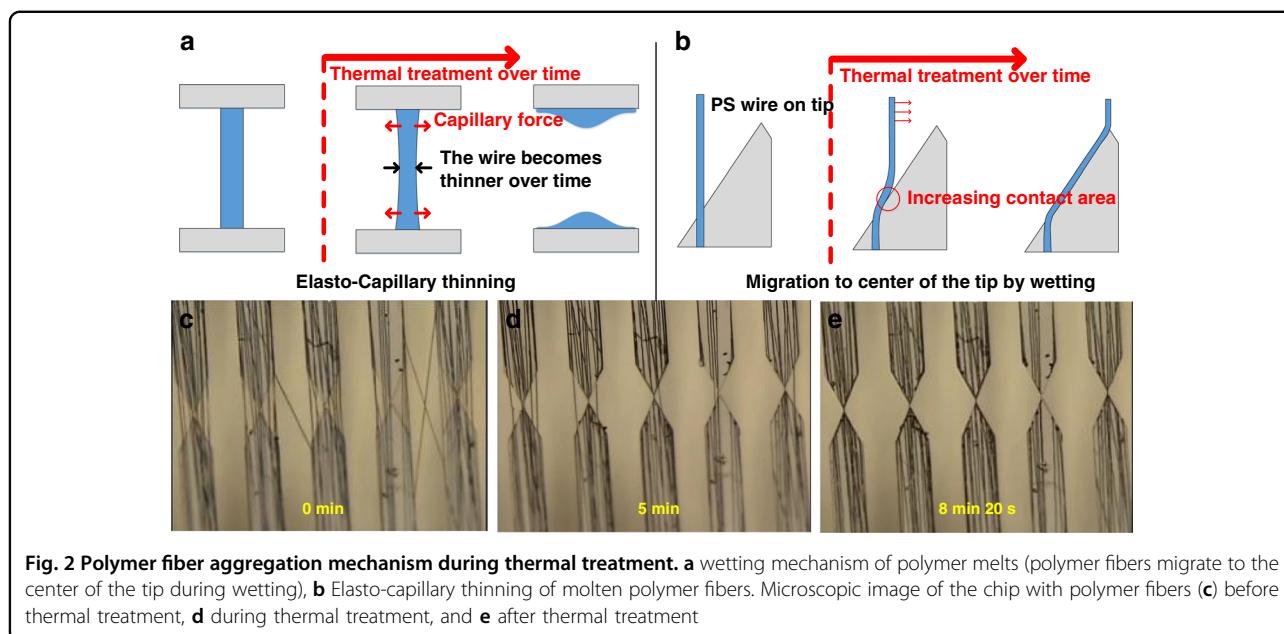 a
Thermal treatment over time
Capillary force
The wire becomes
thinner over time
Elasto-Capillary thinning
b
Thermal treatment over time
PS wire on tip
Increasing contact area
Migration to center of the tip by wetting
c
0 min
d
5 min
e
8 min 20 s
Fig. 2 Polymer fiber aggregation mechanism during thermal treatment. a wetting mechanism of polymer melts (polymer fibers migrate to the
center of the tip during wetting), b Elasto-capillary thinning of molten polymer fibers. Microscopic image of the chip with polymer fibers (c) before
thermal treatment, d during thermal treatment, and e after thermal treatment